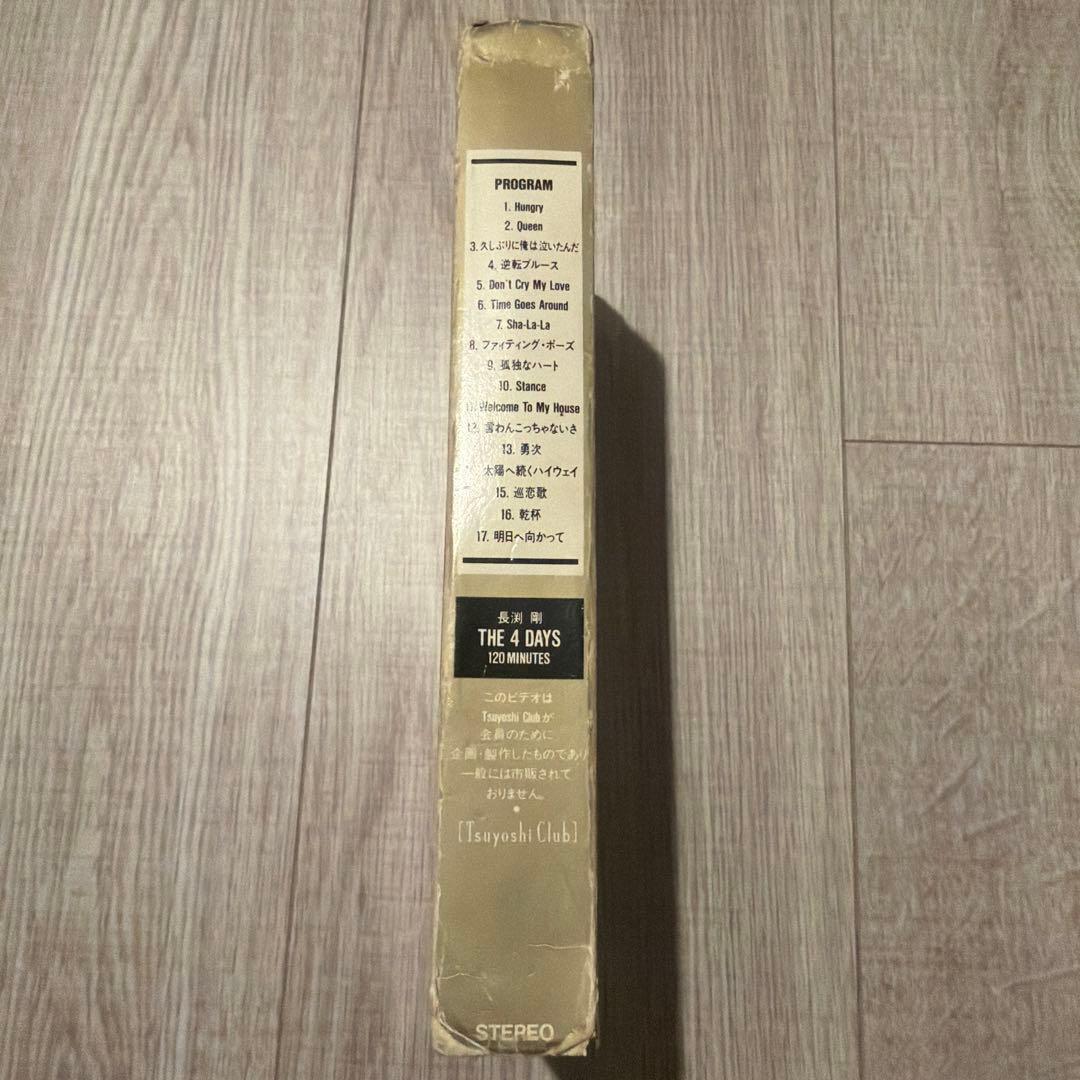 PROGRAM
1. Hungry
2. Queen
3. 久しぶりに俺は泣いたんだ
4. 逆転ブルース
5. Don't Cry My Love
6. Time Goes Around
7. Sha-La-La
8. ファイティング・ポーズ
9. 孤独なハート
10. Stance
11. Welcome To My House
12. 言わんこっちゃないさ
13. 勇次
太陽へ続くハイウェイ
15. 巡恋歌
16. 乾杯
17. 明日へ向かって
長渕 剛
THE 4 DAYS
120 MINUTES
このビデオは
Tsuyoshi Clubが
会員のために
企画・製作したものであり
一般には市販されて
おりません。
[Tsuyoshi Club]
STEREO